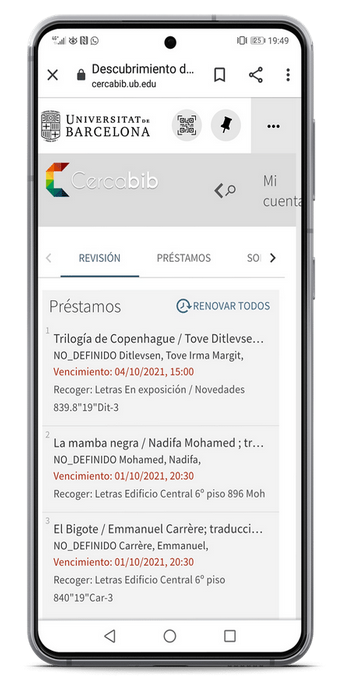 25 19:49
Descubrimiento d...
cercabib.ub.edu
UNIVERSITAT DE
BARCELONA
Cercabib
Mi
cuenta
REVISIÓN PRÉSTAMOS SO
Préstamos RENOVAR TODOS
1
Trilogía de Copenhague / Tove Ditlevse...
NO_DEFINIDO Ditlevsen, Tove Irma Margit,
Vencimiento: 04/10/2021, 15:00
Recoger: Letras En exposición / Novedades
839.8"19"Dit-3
2
La mamba negra / Nadifa Mohamed ; tr...
NO_DEFINIDO Mohamed, Nadifa,
Vencimiento: 01/10/2021, 20:30
Recoger: Letras Edificio Central 6º piso 896 Moh
3
El Bigote / Emmanuel Carrère; traducci...
NO_DEFINIDO Carrère, Emmanuel,
Vencimiento: 01/10/2021, 20:30
Recoger: Letras Edificio Central 6º piso
840"19"Car-3